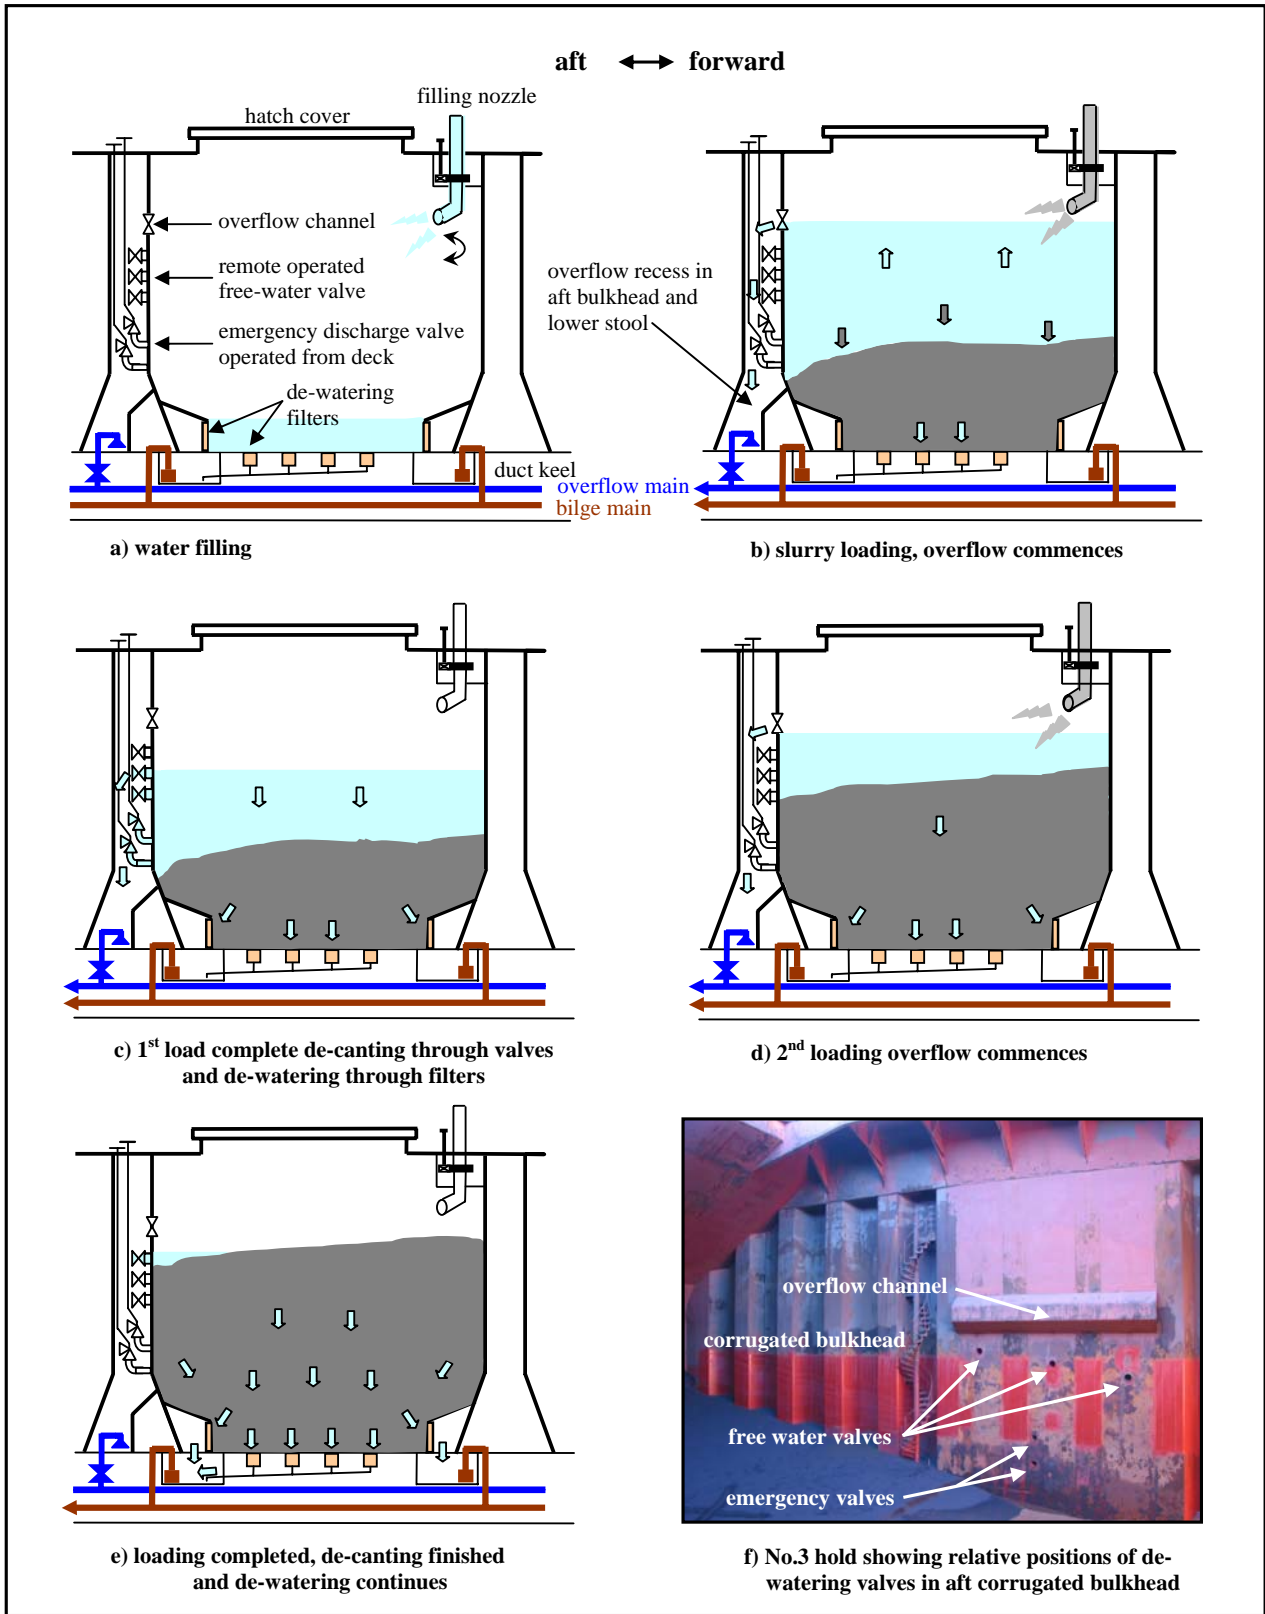 aft forward
filling nozzle
hatch cover
overflow channel
remote operated
free-water valve
emergency discharge valve
operated from deck
de-watering
filters
duct keel
overflow main
bilge main
a) water filling
overflow recess in
aft bulkhead and
lower stool
b) slurry loading, overflow commences
c) 1st load complete de-canting through valves
and de-watering through filters
d) 2nd loading overflow commences
e) loading completed, de-canting finished
and de-watering continues
overflow channel
corrugated bulkhead
free water valves
emergency valves
f) No.3 hold showing relative positions of de-
watering valves in aft corrugated bulkhead